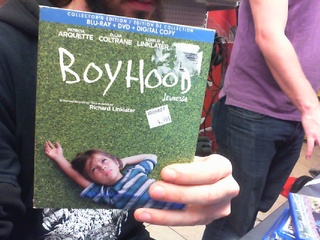 COLLECTOR'S EDITION / ÉDITION DE COLLECTION
BLU-RAY + DVD + DIGITAL COPY
PATRICIA ELLAR LORELEI
ARQUETTE COLTRANE LINKLATER
BOYHOOD
Jeunesse
Richard Linklater